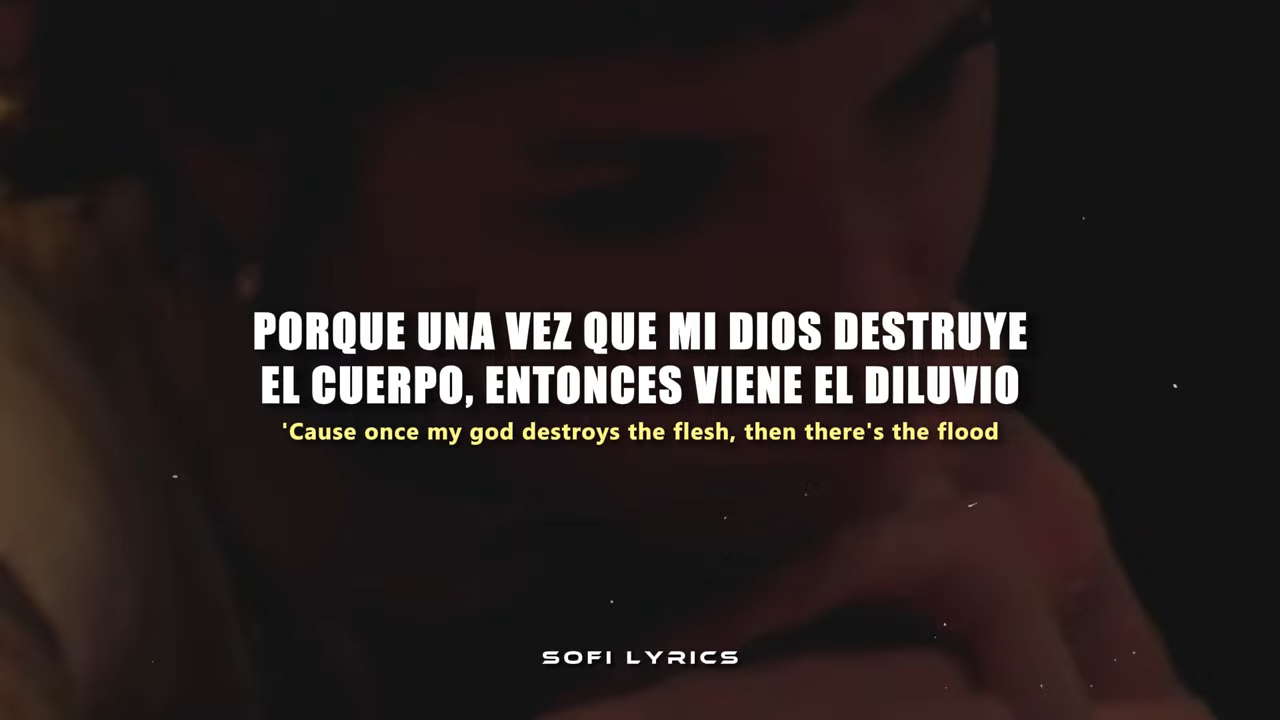 PORQUE UNA VEZ QUE MI DIOS DESTRUYE
EL CUERPO, ENTONCES VIENE EL DILUVIO
'Cause once my god destroys the flesh, then there's the flood
SOFI LYRICS